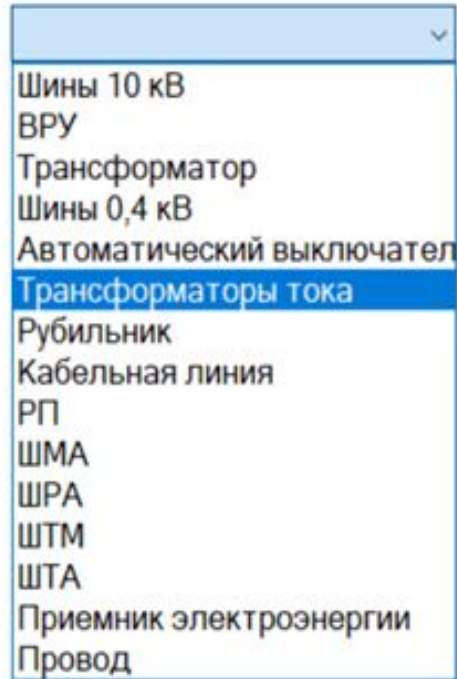 Шины 10 кВ
ВРУ
Трансформатор
Шины 0,4 кВ
Автоматический выключател
Трансформаторы тока
Рубильник
Кабельная линия
РП
ШМА
ШРА
ШТМ
ШТА
Приемник электроэнергии
Провод